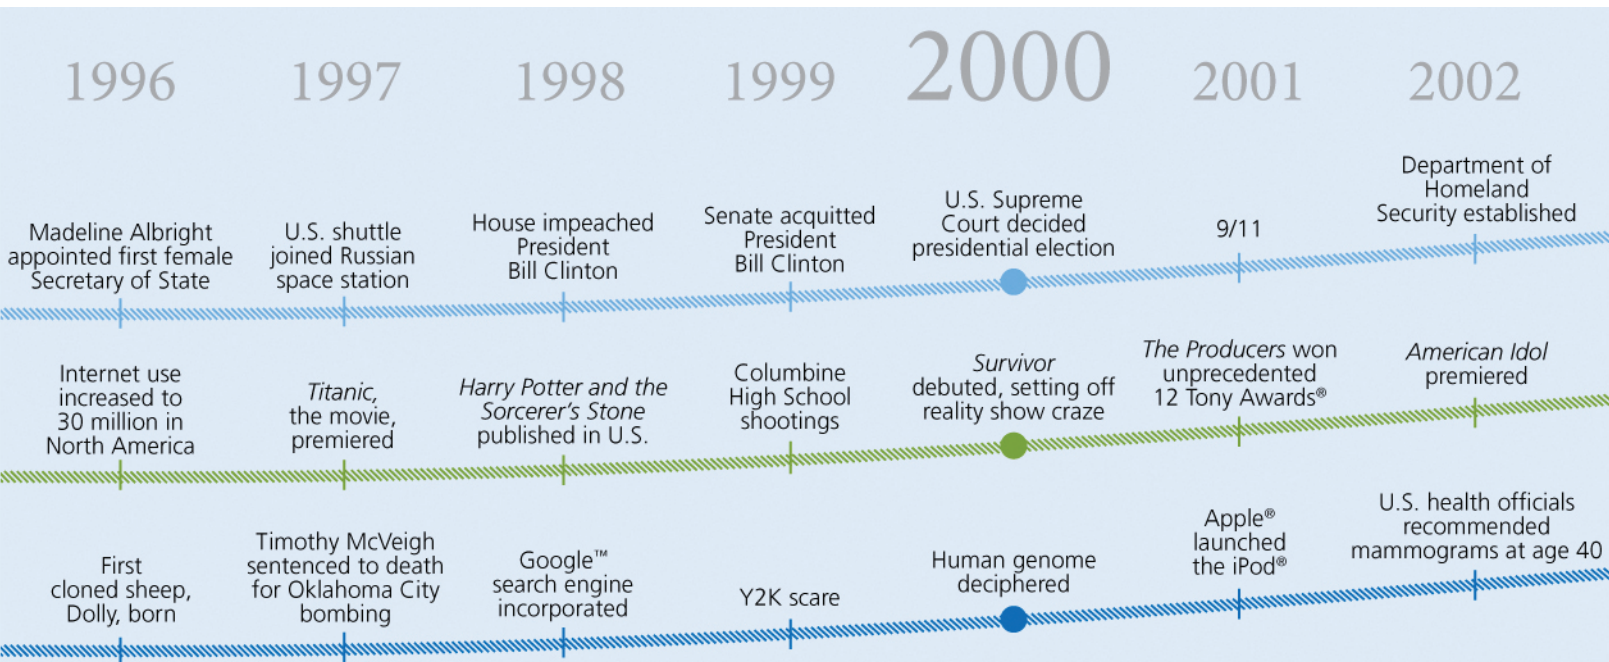 1996
1997
1998
1999
2000
2001
2002
Madeline Albright
appointed first female
Secretary of State
U.S. shuttle
joined Russian
space station
House impeached
President
Bill Clinton
Senate acquitted
President
Bill Clinton
U.S. Supreme
Court decided
presidential election
9/11
Department of
Homeland
Security established
Internet use
increased to
30 million in
North America
Titanic,
the movie,
premiered
Harry Potter and the
Sorcerer's Stone
published in U.S.
Columbine
High School
shootings
Survivor
debuted, setting off
reality show craze
The Producers won
unprecedented
12 Tony Awards®
American Idol
premiered
First
cloned sheep,
Dolly, born
Timothy McVeigh
sentenced to death
for Oklahoma City
bombing
Google™
search engine
incorporated
Y2K scare
Human genome
deciphered
Apple®
launched
the iPod®
U.S. health officials
recommended
mammograms at age 40